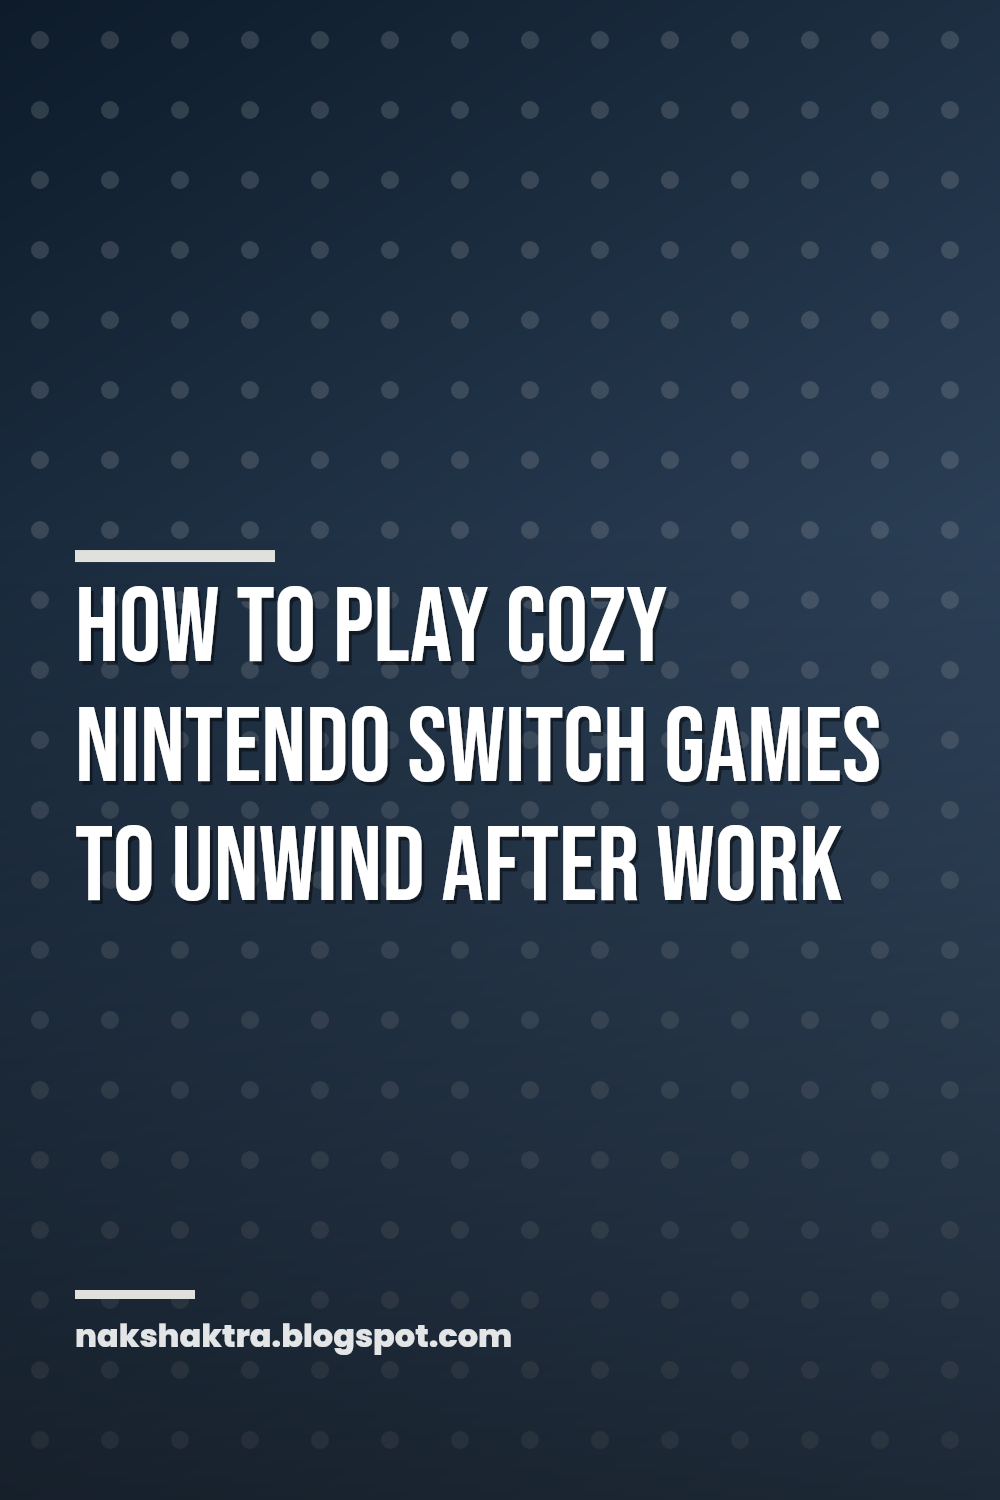 HOW TO PLAY COZY
NINTENDO SWITCH GAMES
TO UNWIND AFTER WORK
nakshaktra.blogspot.com